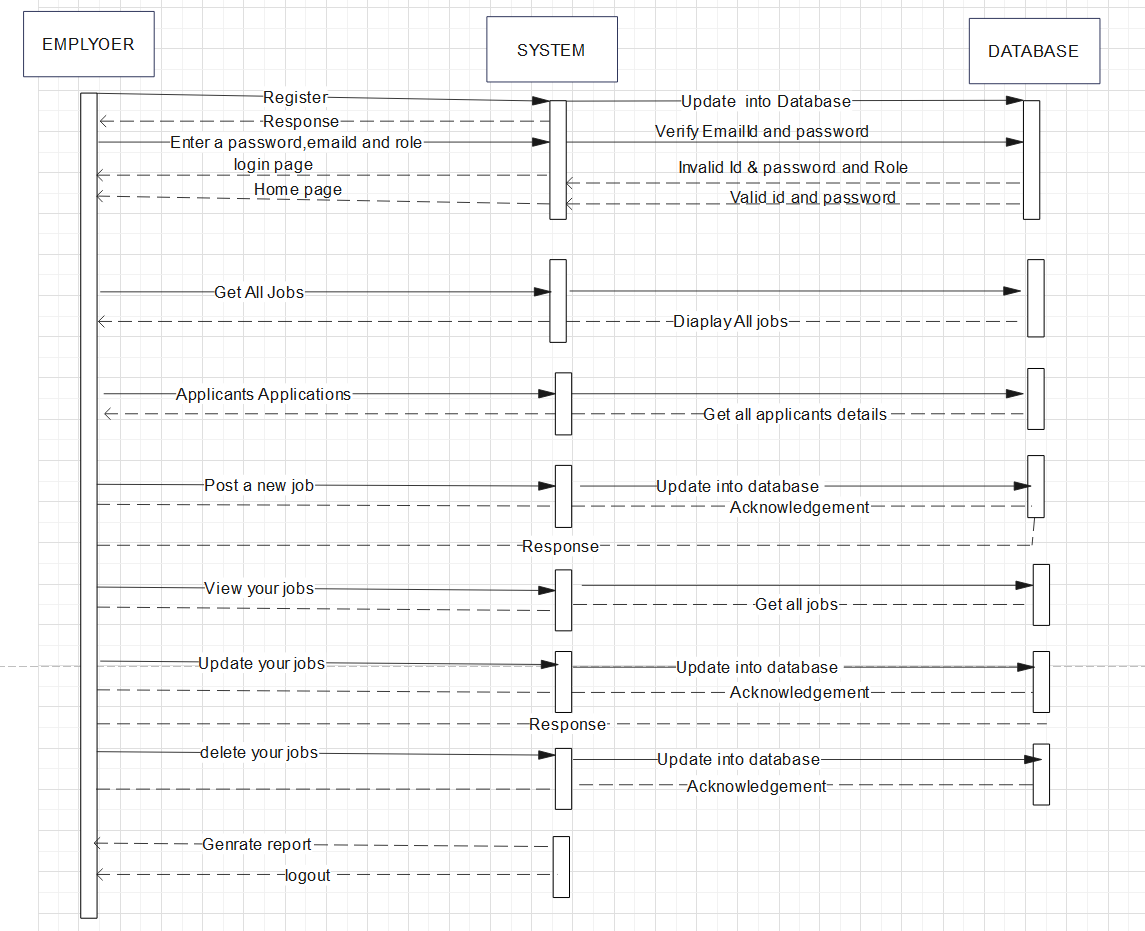 EMPLYOER
SYSTEM
DATABASE
Register
Update into Database
Response
Enter a password,emaild and role
Verify EmailId and password
login page
Invalid Id & password and Role
Home page
Valid id and password
Get All Jobs
Diaplay All jobs
Applicants Applications
Get all applicants details
Post a new job
Update into database
Acknowledgement
Response
View your jobs
Get all jobs
Update your jobs
Update into database
Acknowledgement
Response
delete your jobs
Update into database
Acknowledgement
Genrate report
logout